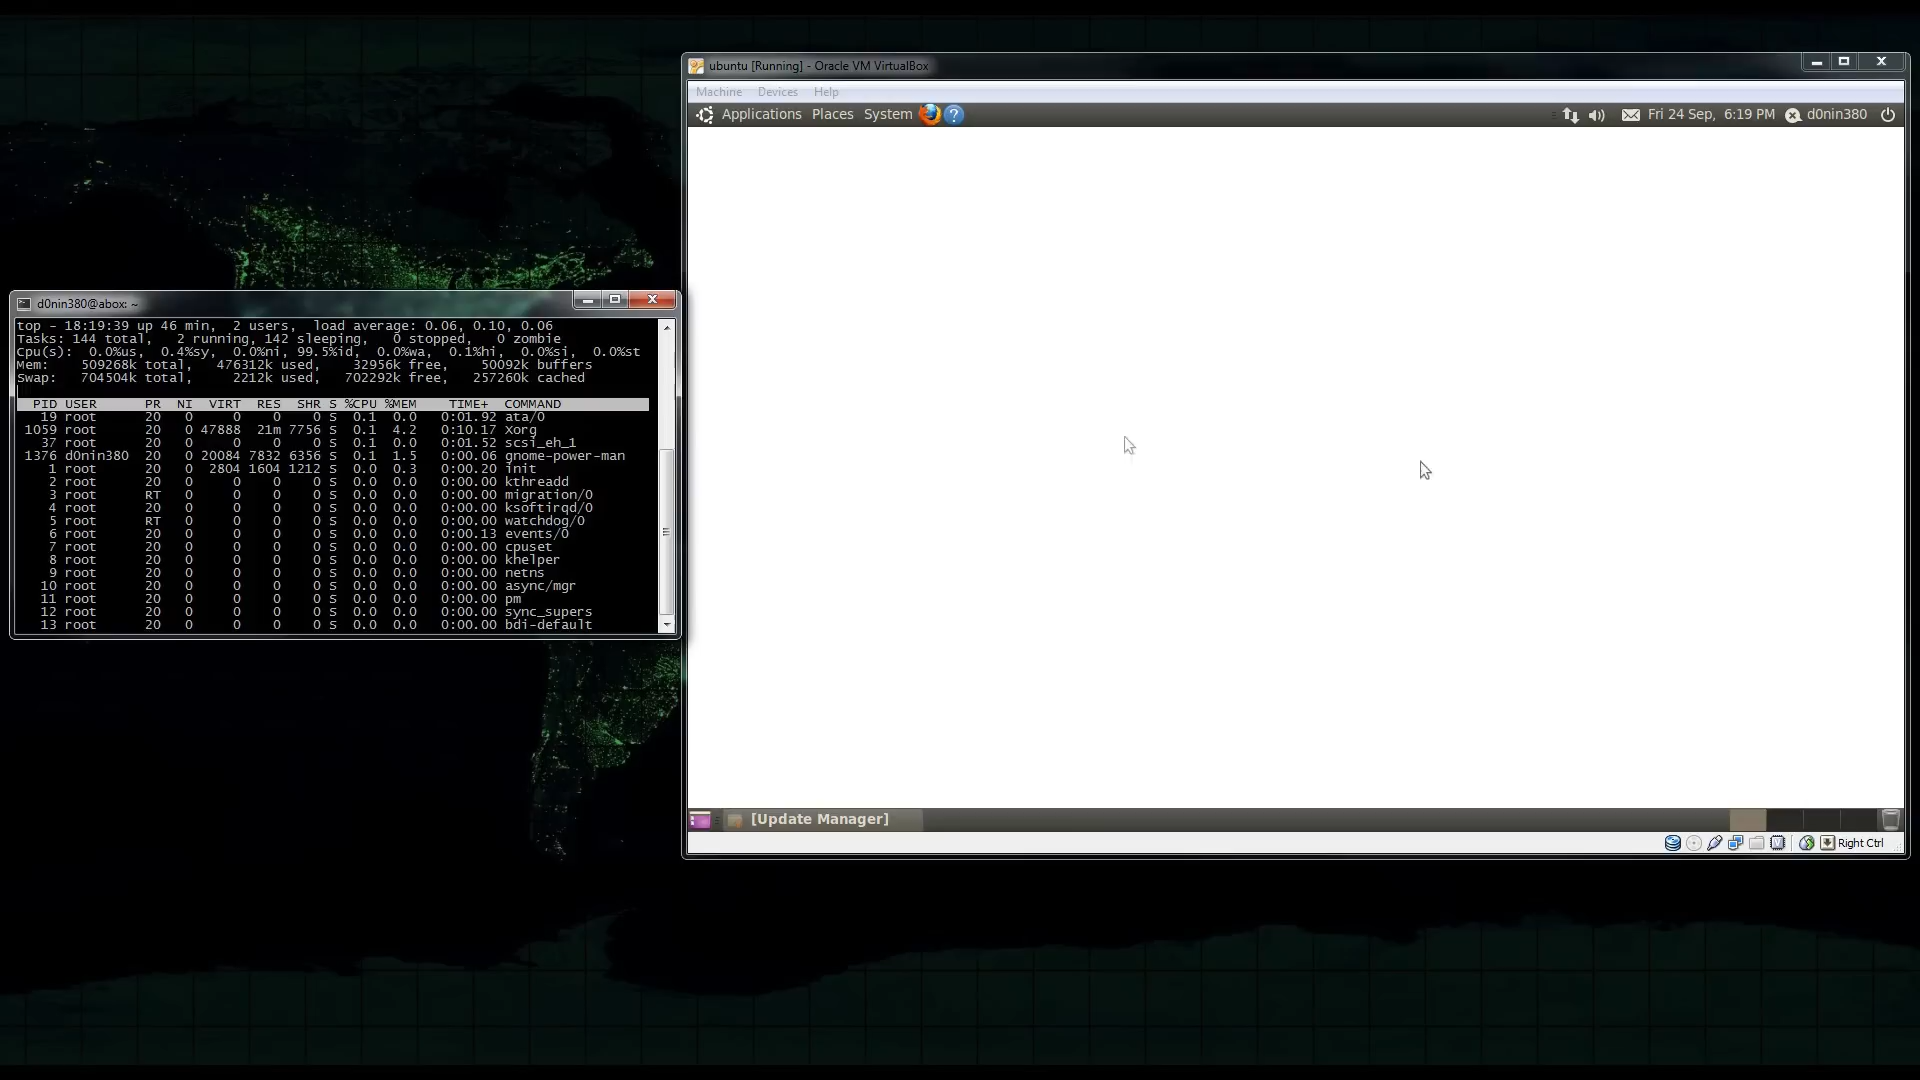 ubuntu [Running] - Oracle VM VirtualBox
Machine Devices Help
Applications Places System ? Fri 24 Sep, 6:19 PM d0nin380
d0nin380@abox: ~
top - 18:19:39 up 46 min, 2 users, load average: 0.06, 0.10, 0.06
Tasks: 144 total, 2 running, 142 sleeping, 0 stopped, 0 zombie
Cpu(s): 0.0%us, 0.4%sy, 0.0%ni, 99.5%id, 0.0%wa, 0.1%hi, 0.0%si, 0.0%st
Mem: 509268k total, 476312k used, 32956k free, 50092k buffers
Swap: 704504k total, 2212k used, 702292k free, 257260k cached
PID USER PR NI VIRT RES SHR S %CPU %MEM TIME+ COMMAND
19 root 20 0 0 0 0 S 0.1 0.0 0:01.92 ata/0
1059 root 20 0 47888 21m 7756 S 0.1 4.2 0:10.17 Xorg
37 root 20 0 0 0 0 S 0.1 0.0 0:01.52 scsi_eh_1
1376 d0nin380 20 0 20084 7832 6356 S 0.1 1.5 0:00.06 gnome-power-man
1 root 20 0 2804 1604 1212 S 0.0 0.3 0:00.20 init
2 root 20 0 0 0 0 S 0.0 0.0 0:00.00 kthreadd
3 root RT 0 0 0 0 S 0.0 0.0 0:00.00 migration/0
4 root 20 0 0 0 0 S 0.0 0.0 0:00.00 ksoftirqd/0
5 root RT 0 0 0 0 S 0.0 0.0 0:00.00 watchdog/0
6 root 20 0 0 0 0 S 0.0 0.0 0:00.13 events/0
7 root 20 0 0 0 0 S 0.0 0.0 0:00.00 cpuset
8 root 20 0 0 0 0 S 0.0 0.0 0:00.00 khelper
9 root 20 0 0 0 0 S 0.0 0.0 0:00.00 netns
10 root 20 0 0 0 0 S 0.0 0.0 0:00.00 async/mgr
11 root 20 0 0 0 0 S 0.0 0.0 0:00.00 pm
12 root 20 0 0 0 0 S 0.0 0.0 0:00.00 sync_supers
13 root 20 0 0 0 0 S 0.0 0.0 0:00.00 bdi-default
[Update Manager]
Right Ctrl